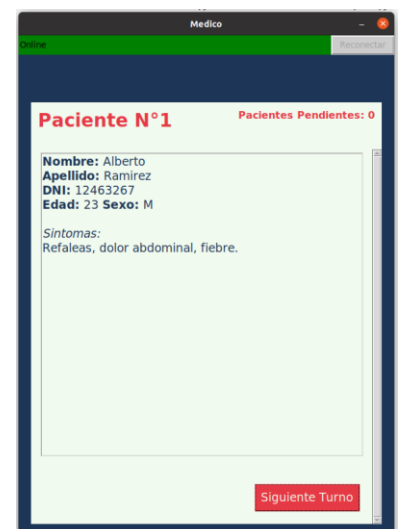 Medico
Online
Reconectar
Paciente N°1
Pacientes Pendientes: 0
Nombre: Alberto
Apellido: Ramirez
DNI: 12463267
Edad: 23 Sexo: M
Sintomas:
Refaleas, dolor abdominal, fiebre.
Siguiente Turno